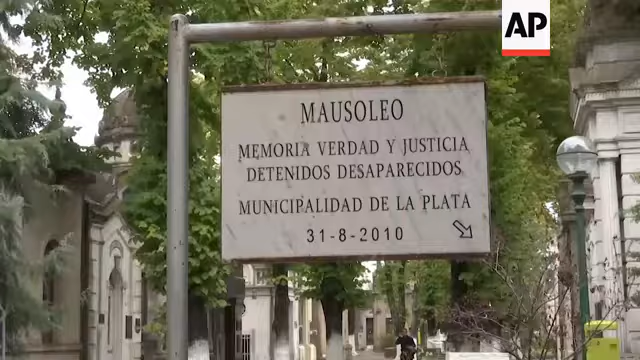 AP
MAUSOLEO
MEMORIA VERDAD Y JUSTICIA
DETENIDOS DESAPARECIDOS
MUNICIPALIDAD DE LA PLATA
31-8-2010